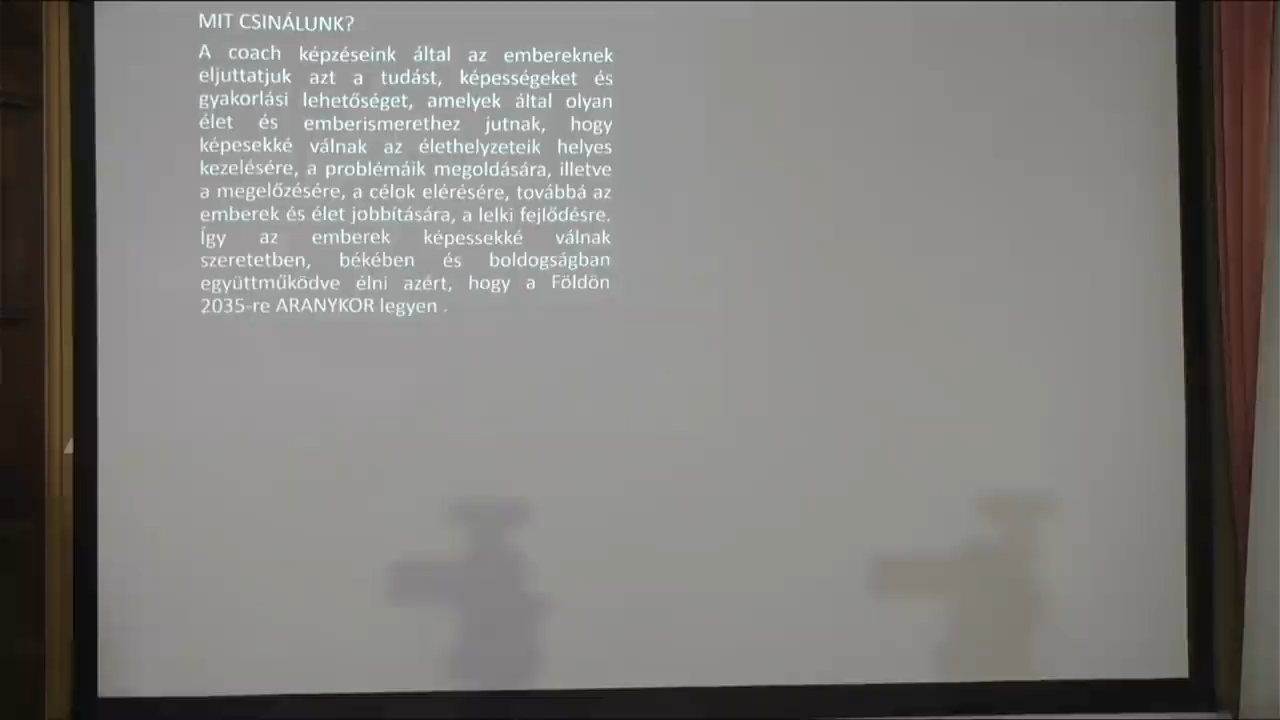 MIT CSINÁLUNK?
A coach képzéseink által az embereknek
eljuttatjuk azt a tudást, képességeket és
gyakorlási lehetőséget, amelyek által olyan
élet és emberismerethez jutnak, hogy
képesekké válnak az élethelyzeteik helyes
kezelésére, a problémáik megoldására, illetve
a megelőzésére, a célok elérésére, továbbá az
emberek és élet jobbítására, a lelki fejlődésre.
Így az emberek képessekké válnak
szeretetben, békében és boldogságban
együttműködve élni azért, hogy a Földön
2035-re ARANYKOR legyen .